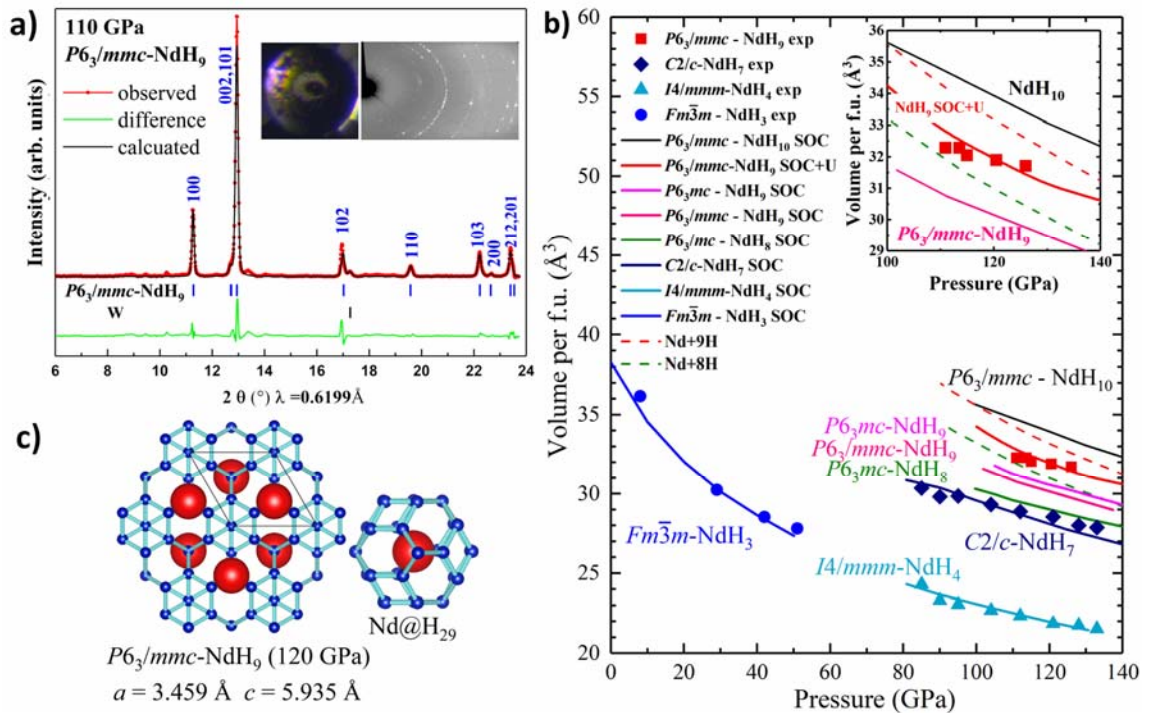 a)
110 GPa
P6₃/mmc-NdH₉
observed
difference
calcuated
100
002,101
102
110
103
200
212,201
Intensity (arb. units)
P6₃/mmc-NdH₉
W
6 8 10 12 14 16 18 20 22 24
2 θ (°) λ =0.6199Å
c)
Nd@H₂₉
P6₃/mmc-NdH₉ (120 GPa)
a = 3.459 Å c = 5.935 Å
b)
Volume per f.u. (Å³)
60
55
50
45
40
35
30
25
20
P6₃/mmc - NdH₉ exp
C2/c-NdH₇ exp
I4/mmm-NdH₄ exp
Fm3̅m - NdH₃ exp
P6₃/mmc - NdH₁₀ SOC
P6₃/mmc-NdH₉ SOC+U
P6₃mc - NdH₉ SOC
P6₃/mmc - NdH₉ SOC
P6₃/mc - NdH₈ SOC
C2/c-NdH₇ SOC
I4/mmm-NdH₄ SOC
Fm3̅m - NdH₃ SOC
Nd+9H
Nd+8H
Volume per f.u. (Å³)
36
35
34
33
32
31
30
29
NdH₁₀
NdH₉ SOC+U
P6₃/mmc-NdH₉
100 120 140
Pressure (GPa)
P6₃/mmc - NdH₁₀
P6₃mc-NdH₉
P6₃/mmc-NdH₉
P6₃mc-NdH₈
C2/c-NdH₇
Fm3̅m-NdH₃
I4/mmm-NdH₄
0 20 40 60 80 100 120 140
Pressure (GPa)